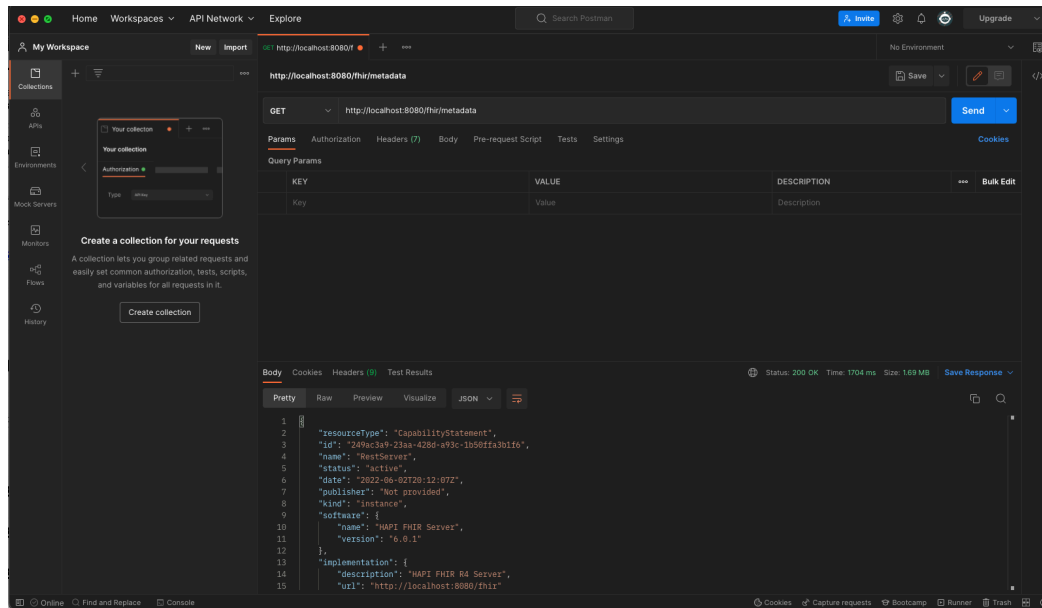 Home Workspaces API Network Explore Search Postman Invite Upgrade
My Workspace New Import GET http://localhost:8080/f No Environment
Collections
http://localhost:8080/fhir/metadata Save
APIs
GET http://localhost:8080/fhir/metadata Send
Your collecton
Params Authorization Headers (7) Body Pre-request Script Tests Settings Cookies
Your collection
Environments
Query Params
Authorization
KEY VALUE DESCRIPTION Bulk Edit
Type API Key
Key Value Description
Mock Servers
Monitors
Create a collection for your requests
A collection lets you group related requests and
easily set common authorization, tests, scripts,
and variables for all requests in it.
Flows
Create collection
History
Body Cookies Headers (9) Test Results Status: 200 OK Time: 1704 ms Size: 1.69 MB Save Response
Pretty Raw Preview Visualize JSON
1 {
2 "resourceType": "CapabilityStatement",
3 "id": "249ac3a9-23aa-428d-a93c-1b50ffa3b1f6",
4 "name": "RestServer",
5 "status": "active",
6 "date": "2022-06-02T20:12:07Z",
7 "publisher": "Not provided",
8 "kind": "instance",
9 "software": {
10 "name": "HAPI FHIR Server",
11 "version": "6.0.1"
12 },
13 "implementation": {
14 "description": "HAPI FHIR R4 Server",
15 "url": "http://localhost:8080/fhir"
Online Find and Replace Console Cookies Capture requests Bootcamp Runner Trash